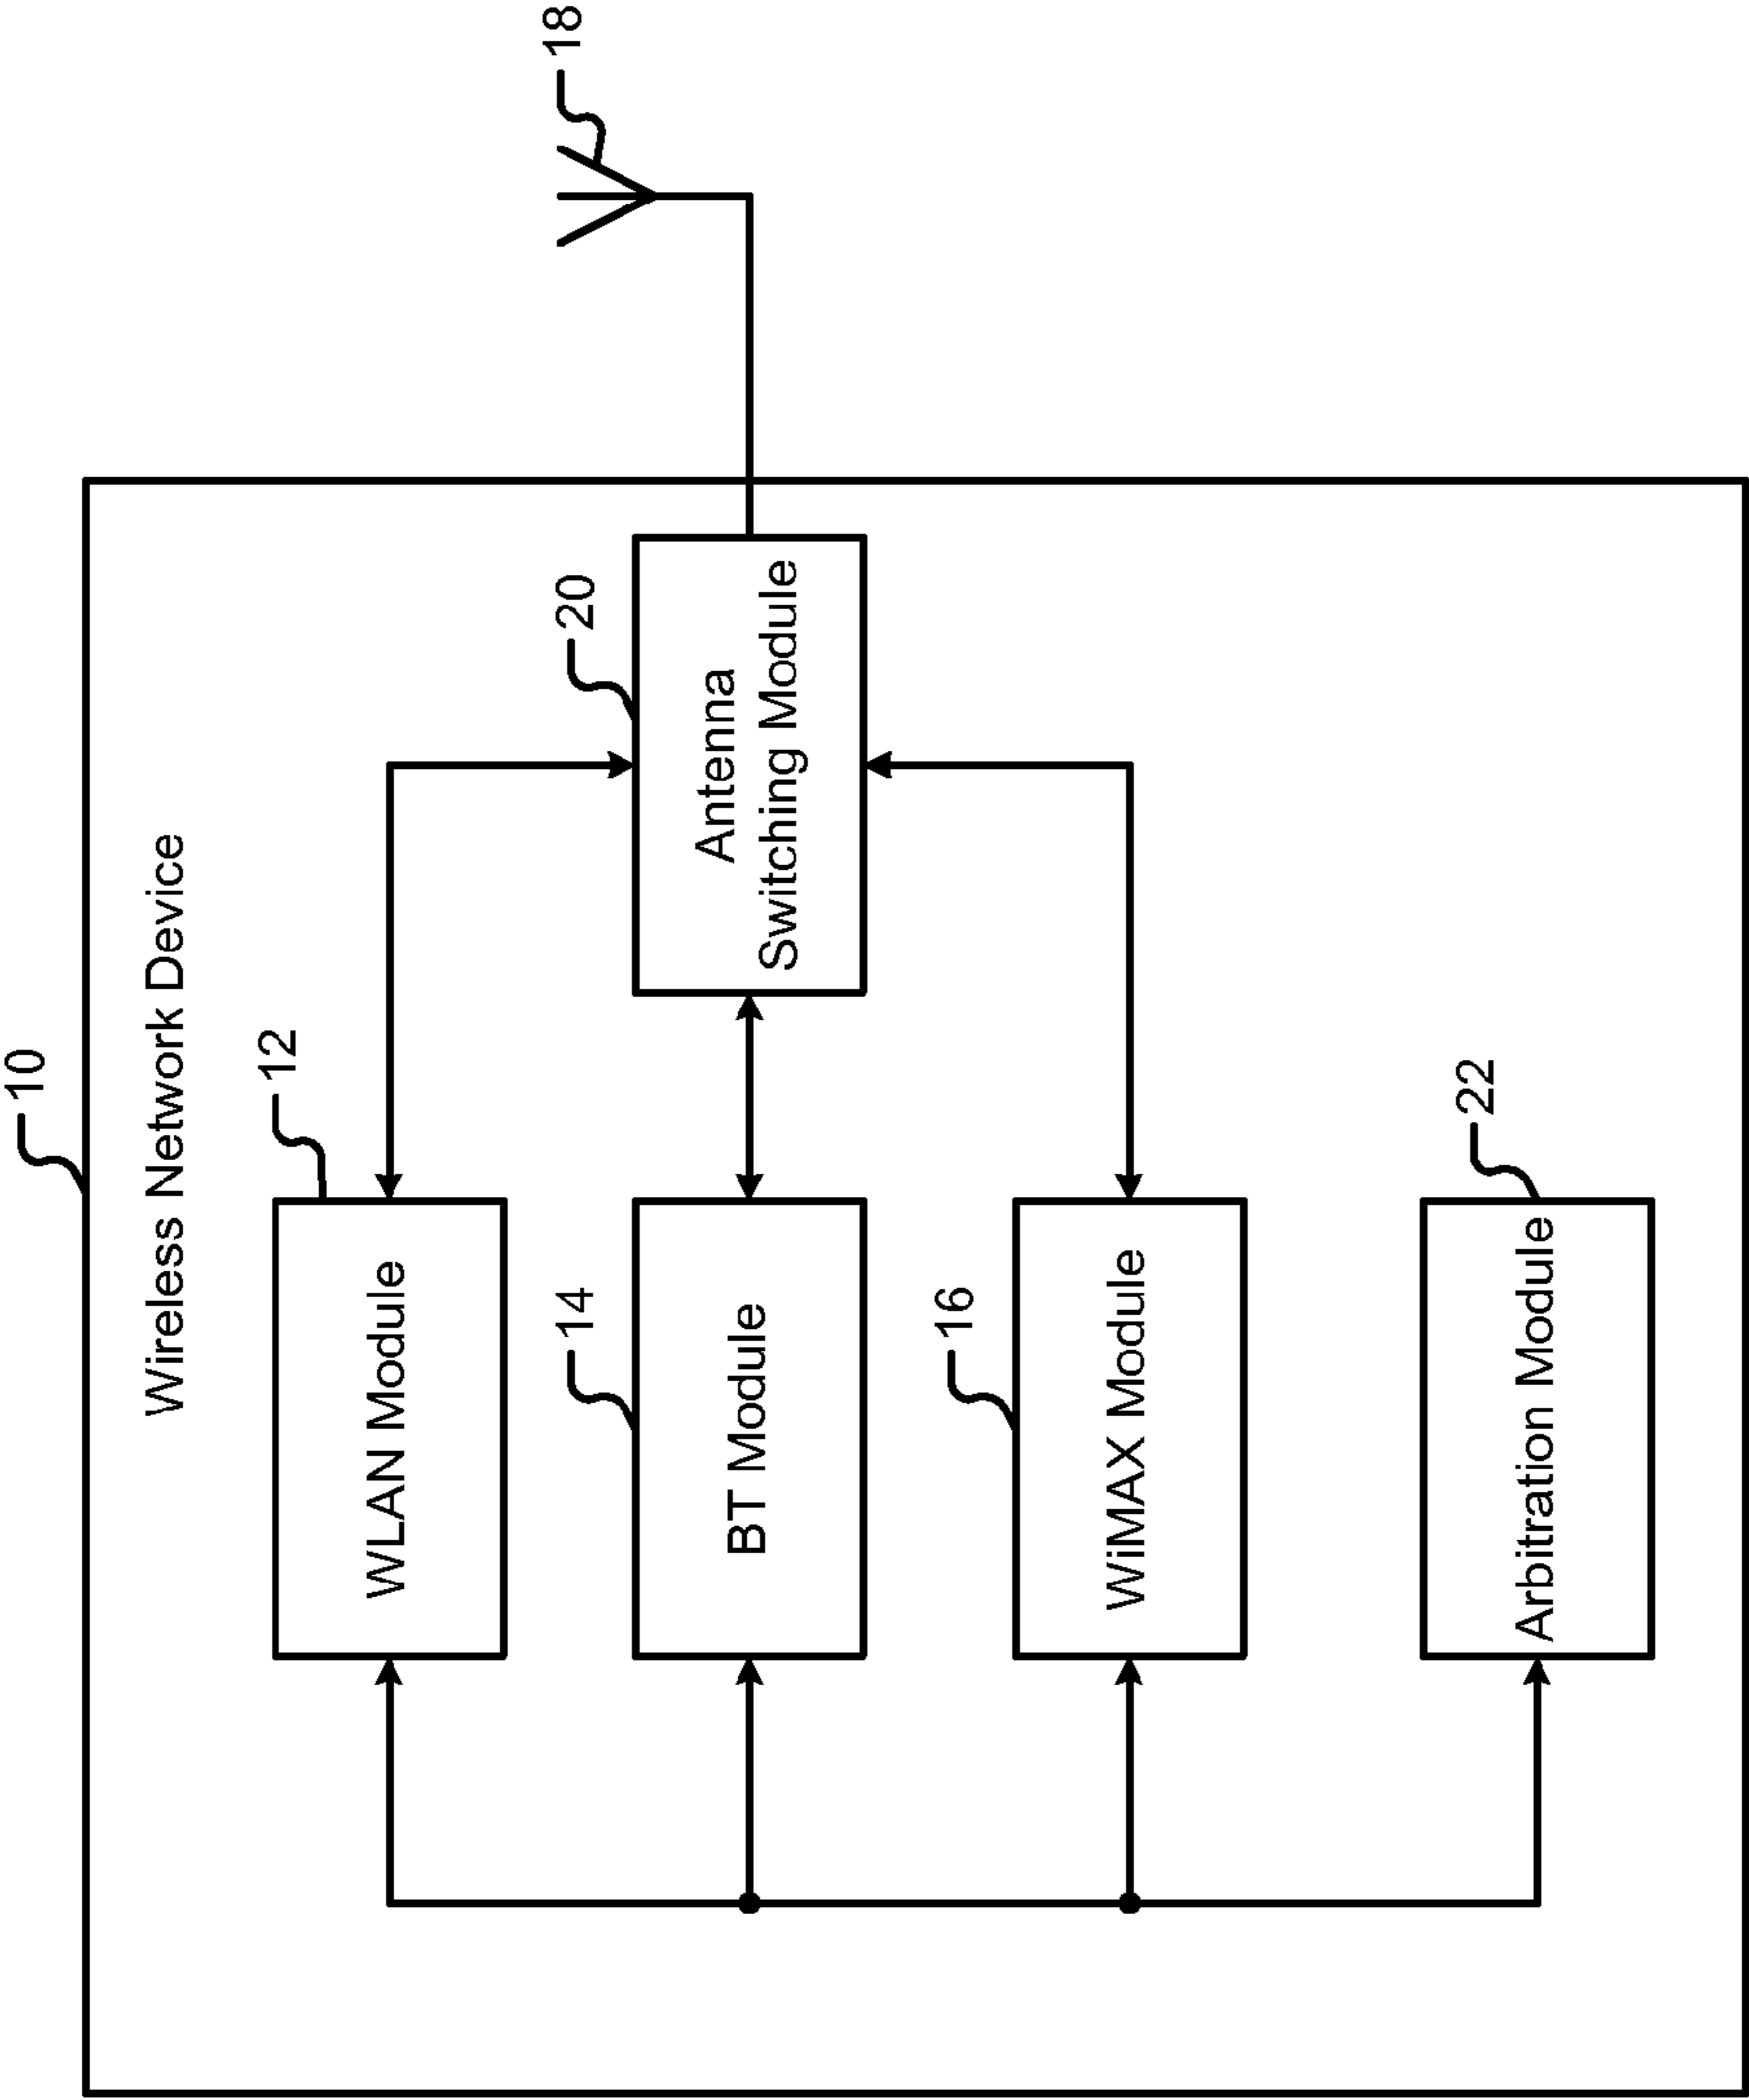 10
Wireless Network Device
12
WLAN Module
14
BT Module
20
Antenna
Switching Module
18
16
WiMAX Module
22
Arbitration Module